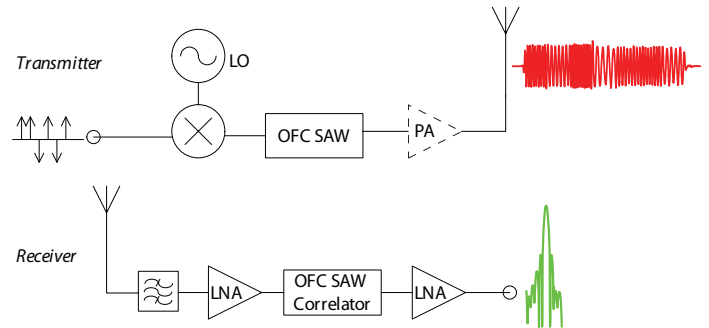 Transmitter
LO
OFC SAW
PA
Receiver
LNA
OFC SAW
Correlator
LNA